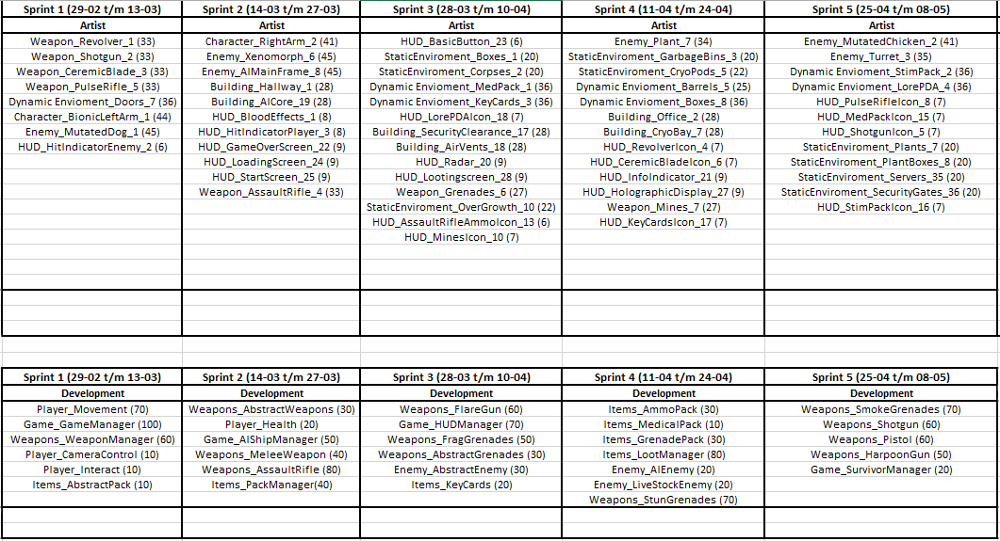 Sprint 1 (29-02 t/m 13-03) Sprint 2 (14-03 t/m 27-03) Sprint 3 (28-03 t/m 10-04) Sprint 4 (11-04 t/m 24-04) Sprint 5 (25-04 t/m 08-05)
Artist Artist Artist Artist Artist
Weapon_Revolver_1 (33) Character_RightArm_2 (41) HUD_BasicButton_23 (6) Enemy_Plant_7 (34) Enemy_MutatedChicken_2 (41)
Weapon_Shotgun_2 (33) Enemy_Xenomorph_6 (45) StaticEnviroment_Boxes_1 (20) StaticEnviroment_GarbageBins_3 (20) Enemy_Turret_3 (35)
Weapon_CeremicBlade_3 (33) Enemy_AIMainFrame_8 (45) StaticEnviroment_Corpses_2 (20) StaticEnviroment_CryoPods_5 (22) Dynamic Envioment_StimPack_2 (36)
Weapon_PulseRifle_5 (33) Building_Hallway_1 (28) Dynamic Envioment_MedPack_1 (36) Dynamic Envioment_Barrels_5 (25) Dynamic Envioment_LorePDA_4 (36)
Dynamic Envioment_Doors_7 (36) Building_AICore_19 (28) Dynamic Envioment_KeyCards_3 (36) Dynamic Envioment_Boxes_8 (36) HUD_PulseRifleIcon_8 (7)
Character_BionicLeftArm_1 (44) HUD_BloodEffects_1 (8) HUD_LorePDAIcon_18 (7) Building_Office_2 (28) HUD_MedPackIcon_15 (7)
Enemy_MutatedDog_1 (45) HUD_HitIndicatorPlayer_3 (8) Building_SecurityClearance_17 (28) Building_CryoBay_7 (28) HUD_ShotgunIcon_5 (7)
HUD_HitIndicatorEnemy_2 (6) HUD_GameOverScreen_22 (9) Building_AirVents_18 (28) HUD_RevolverIcon_4 (7) StaticEnviroment_Plants_7 (20)
HUD_LoadingScreen_24 (9) HUD_Radar_20 (9) HUD_CeremicBladeIcon_6 (7) StaticEnviroment_PlantBoxes_8 (20)
HUD_StartScreen_25 (9) HUD_Lootingscreen_28 (9) HUD_InfoIndicator_21 (9) StaticEnviroment_Servers_35 (20)
Weapon_AssaultRifle_4 (33) Weapon_Grenades_6 (27) HUD_HolographicDisplay_27 (9) StaticEnviroment_SecurityGates_36 (20)
StaticEnviroment_OverGrowth_10 (22) Weapon_Mines_7 (27) HUD_StimPackIcon_16 (7)
HUD_AssaultRifleAmmoIcon_13 (6) HUD_KeyCardsIcon_17 (7)
HUD_MinesIcon_10 (7)
Sprint 1 (29-02 t/m 13-03) Sprint 2 (14-03 t/m 27-03) Sprint 3 (28-03 t/m 10-04) Sprint 4 (11-04 t/m 24-04) Sprint 5 (25-04 t/m 08-05)
Development Development Development Development Development
Player_Movement (70) Weapons_AbstractWeapons (30) Weapons_FlareGun (60) Items_AmmoPack (30) Weapons_SmokeGrenades (70)
Game_GameManager (100) Player_Health (20) Game_HUDManager (70) Items_MedicalPack (10) Weapons_Shotgun (60)
Weapons_WeaponManager (60) Game_AIShipManager (50) Weapons_FragGrenades (50) Items_GrenadePack (30) Weapons_Pistol (60)
Player_CameraControl (10) Weapons_MeleeWeapon (40) Weapons_AbstractGrenades (30) Items_LootManager (80) Weapons_HarpoonGun (50)
Player_Interact (10) Weapons_AssaultRifle (80) Enemy_AbstractEnemy (30) Enemy_AIEnemy (20) Game_SurvivorManager (20)
Items_AbstractPack (10) Items_PackManager(40) Items_KeyCards (20) Enemy_LiveStockEnemy (20)
Weapons_StunGrenades (70)